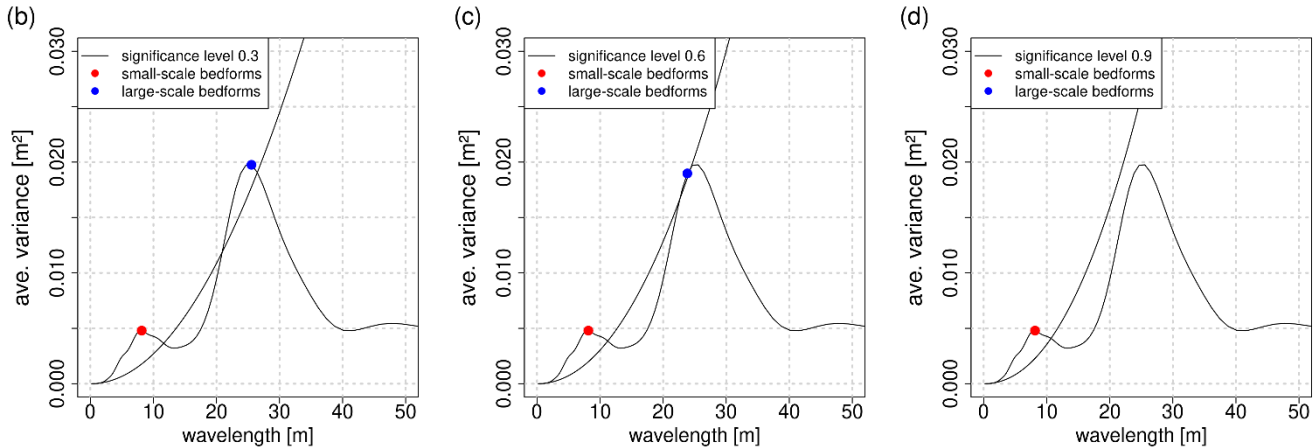 (b)
significance level 0.3
small-scale bedforms
large-scale bedforms
ave. variance [m²]
0.030
0.020
0.010
0.000
0 10 20 30 40 50
wavelength [m]
(c)
significance level 0.6
small-scale bedforms
large-scale bedforms
ave. variance [m²]
0.030
0.020
0.010
0.000
0 10 20 30 40 50
wavelength [m]
(d)
significance level 0.9
small-scale bedforms
large-scale bedforms
ave. variance [m²]
0.030
0.020
0.010
0.000
0 10 20 30 40 50
wavelength [m]